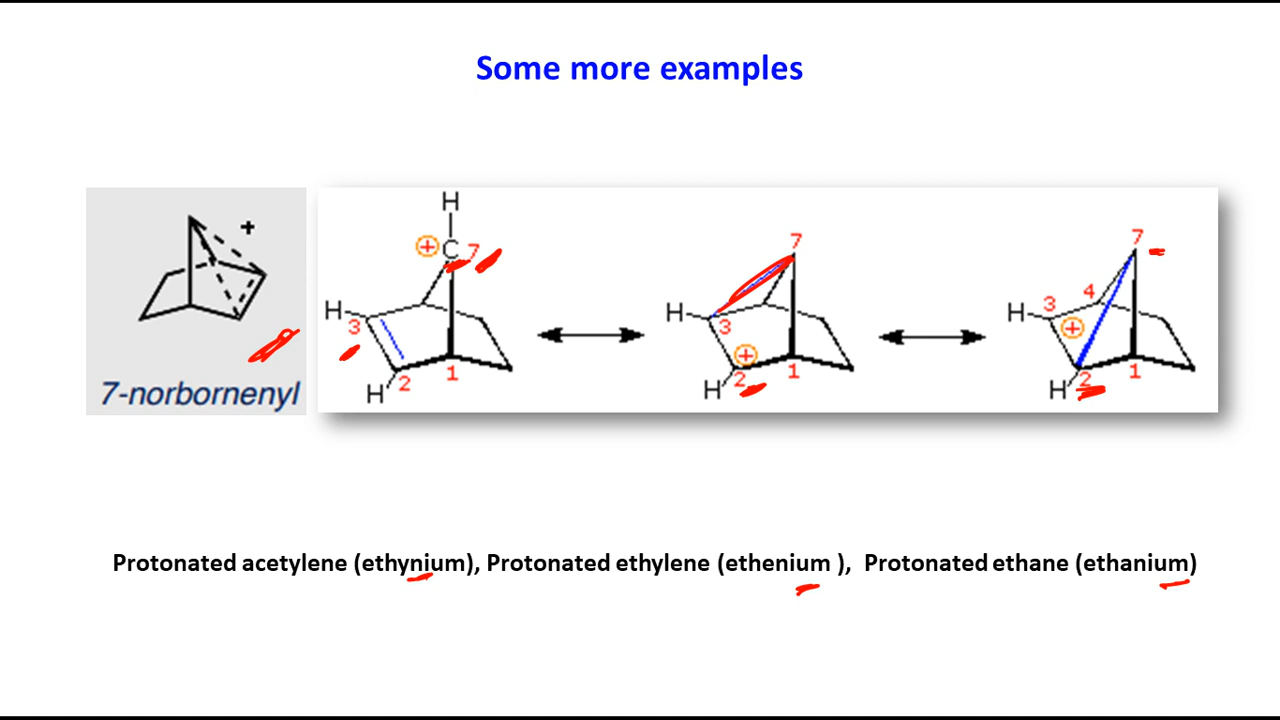 Some more examples
+
7-norbornenyl
H
+ C 7
H 3
H 2 1
7
H 3
+
H 2 1
7
4
H 3
+
H 2 1
Protonated acetylene (ethynium), Protonated ethylene (ethenium ), Protonated ethane (ethanium)